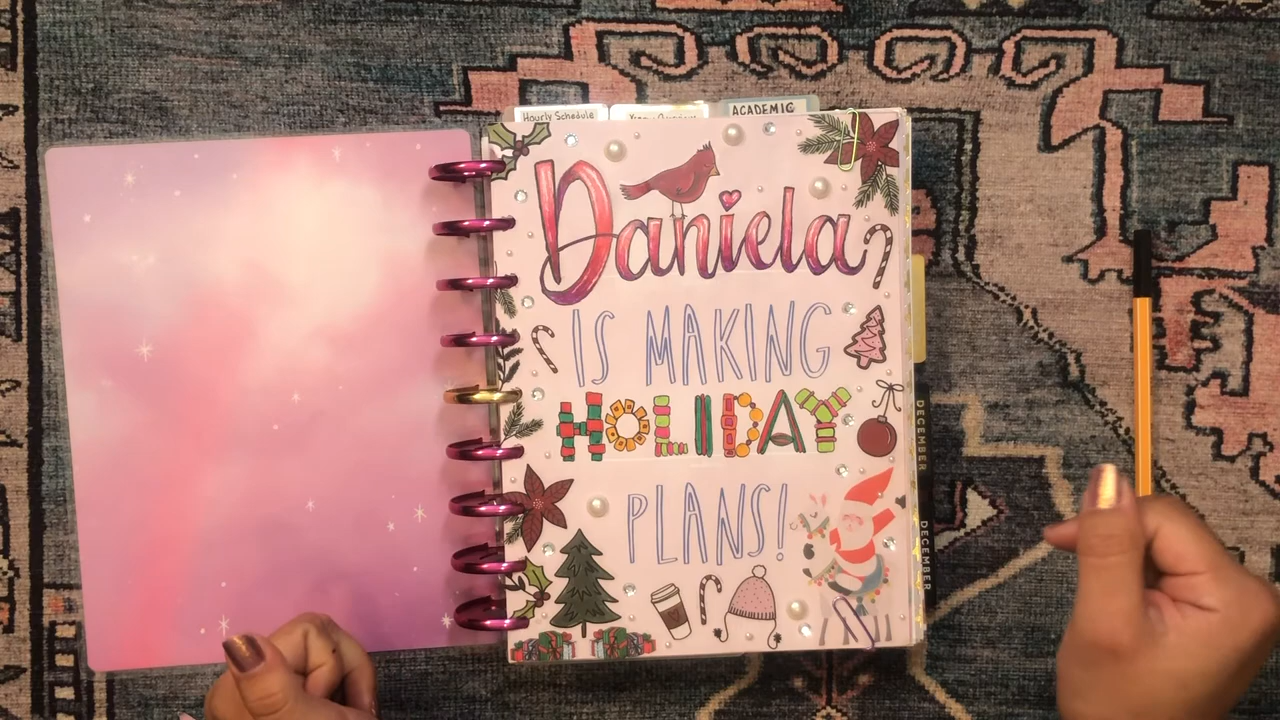 Hourly Schedule
ACADEMIC
Daniela
IS MAKING
HOLIDAY
PLANS!
DECEMBER
DECEMBER